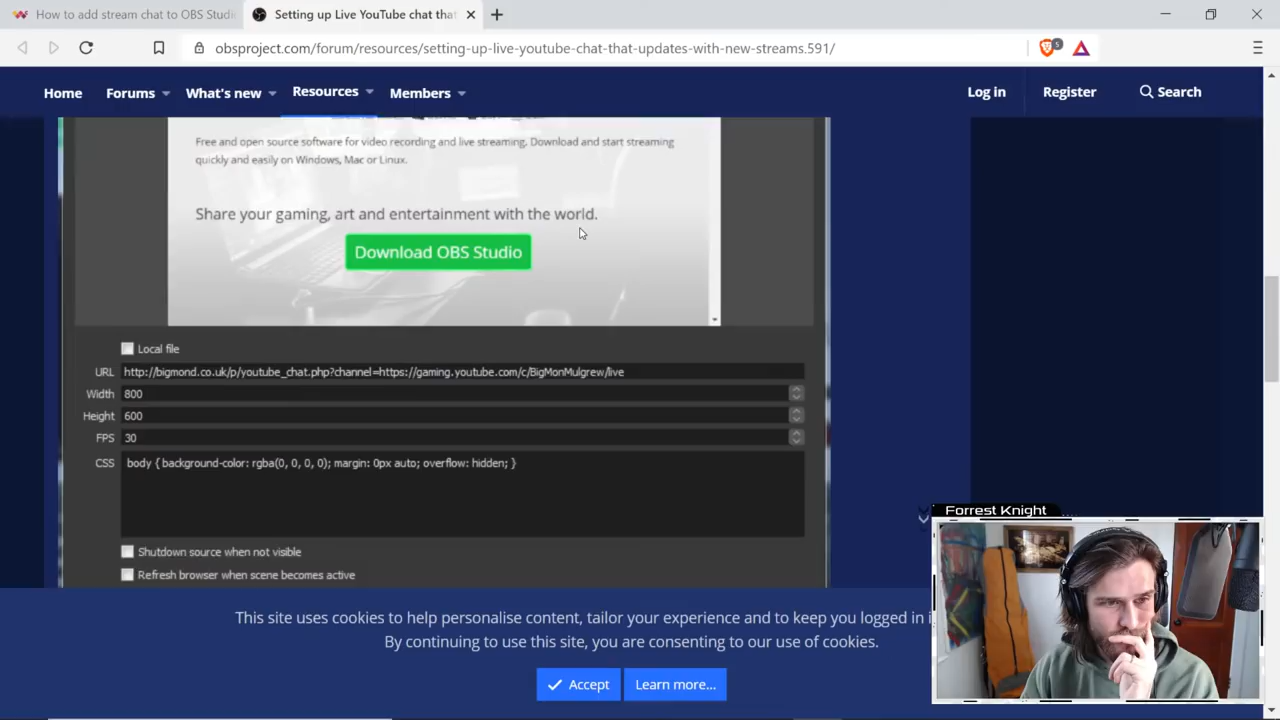 How to add stream chat to OBS Studi
Setting up Live YouTube chat that
obsproject.com/forum/resources/setting-up-live-youtube-chat-that-updates-with-new-streams.591/
5
Home Forums What's new Resources Members Log in Register Search
Free and open source software for video recording and live streaming. Download and start streaming
quickly and easily on Windows, Mac or Linux.
Share your gaming, art and entertainment with the world.
Download OBS Studio
Local file
URL http://bigmond.co.uk/p/youtube_chat.php?channel=https://gaming.youtube.com/c/BigMonMulgrew/live
Width 800
Height 600
FPS 30
CSS body { background-color: rgba(0, 0, 0, 0); margin: 0px auto; overflow: hidden; }
Shutdown source when not visible
Refresh browser when scene becomes active
Forrest Knight
This site uses cookies to help personalise content, tailor your experience and to keep you logged in i
By continuing to use this site, you are consenting to our use of cookies.
Accept Learn more...